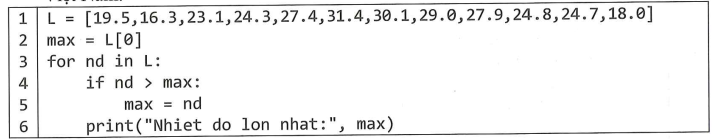 1 L = [19.5,16.3,23.1,24.3,27.4,31.4,30.1,29.0,27.9,24.8,24.7,18.0]
2 max = L[0]
3 for nd in L:
4     if nd > max:
5         max = nd
6     print("Nhiet do lon nhat:", max)